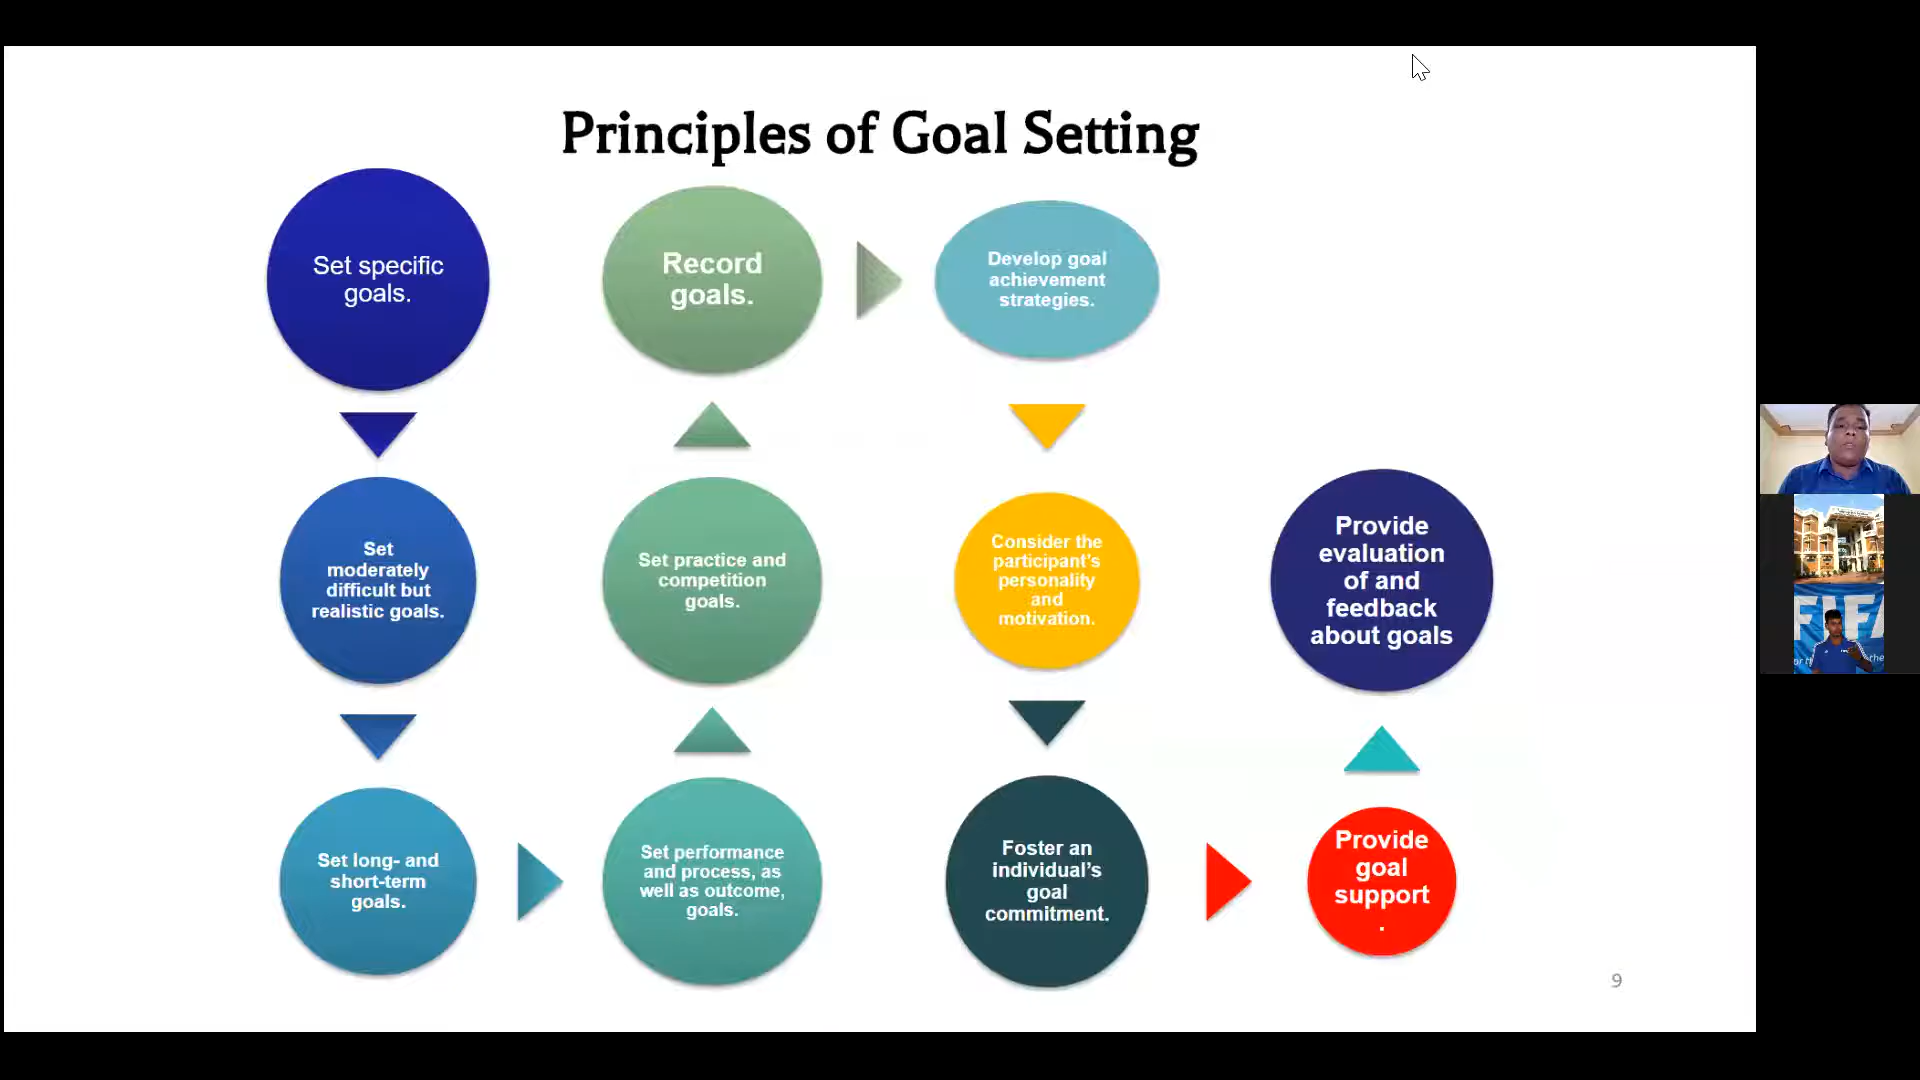 Principles of Goal Setting
Set specific
goals.
Set
moderately
difficult but
realistic goals.
Set long- and
short-term
goals.
Set performance
and process, as
well as outcome,
goals.
Set practice and
competition
goals.
Record
goals.
Develop goal
achievement
strategies.
Consider the
participant's
personality
and
motivation.
Foster an
individual's
goal
commitment.
Provide
goal
support
.
Provide
evaluation
of and
feedback
about goals
9
FIFA
the